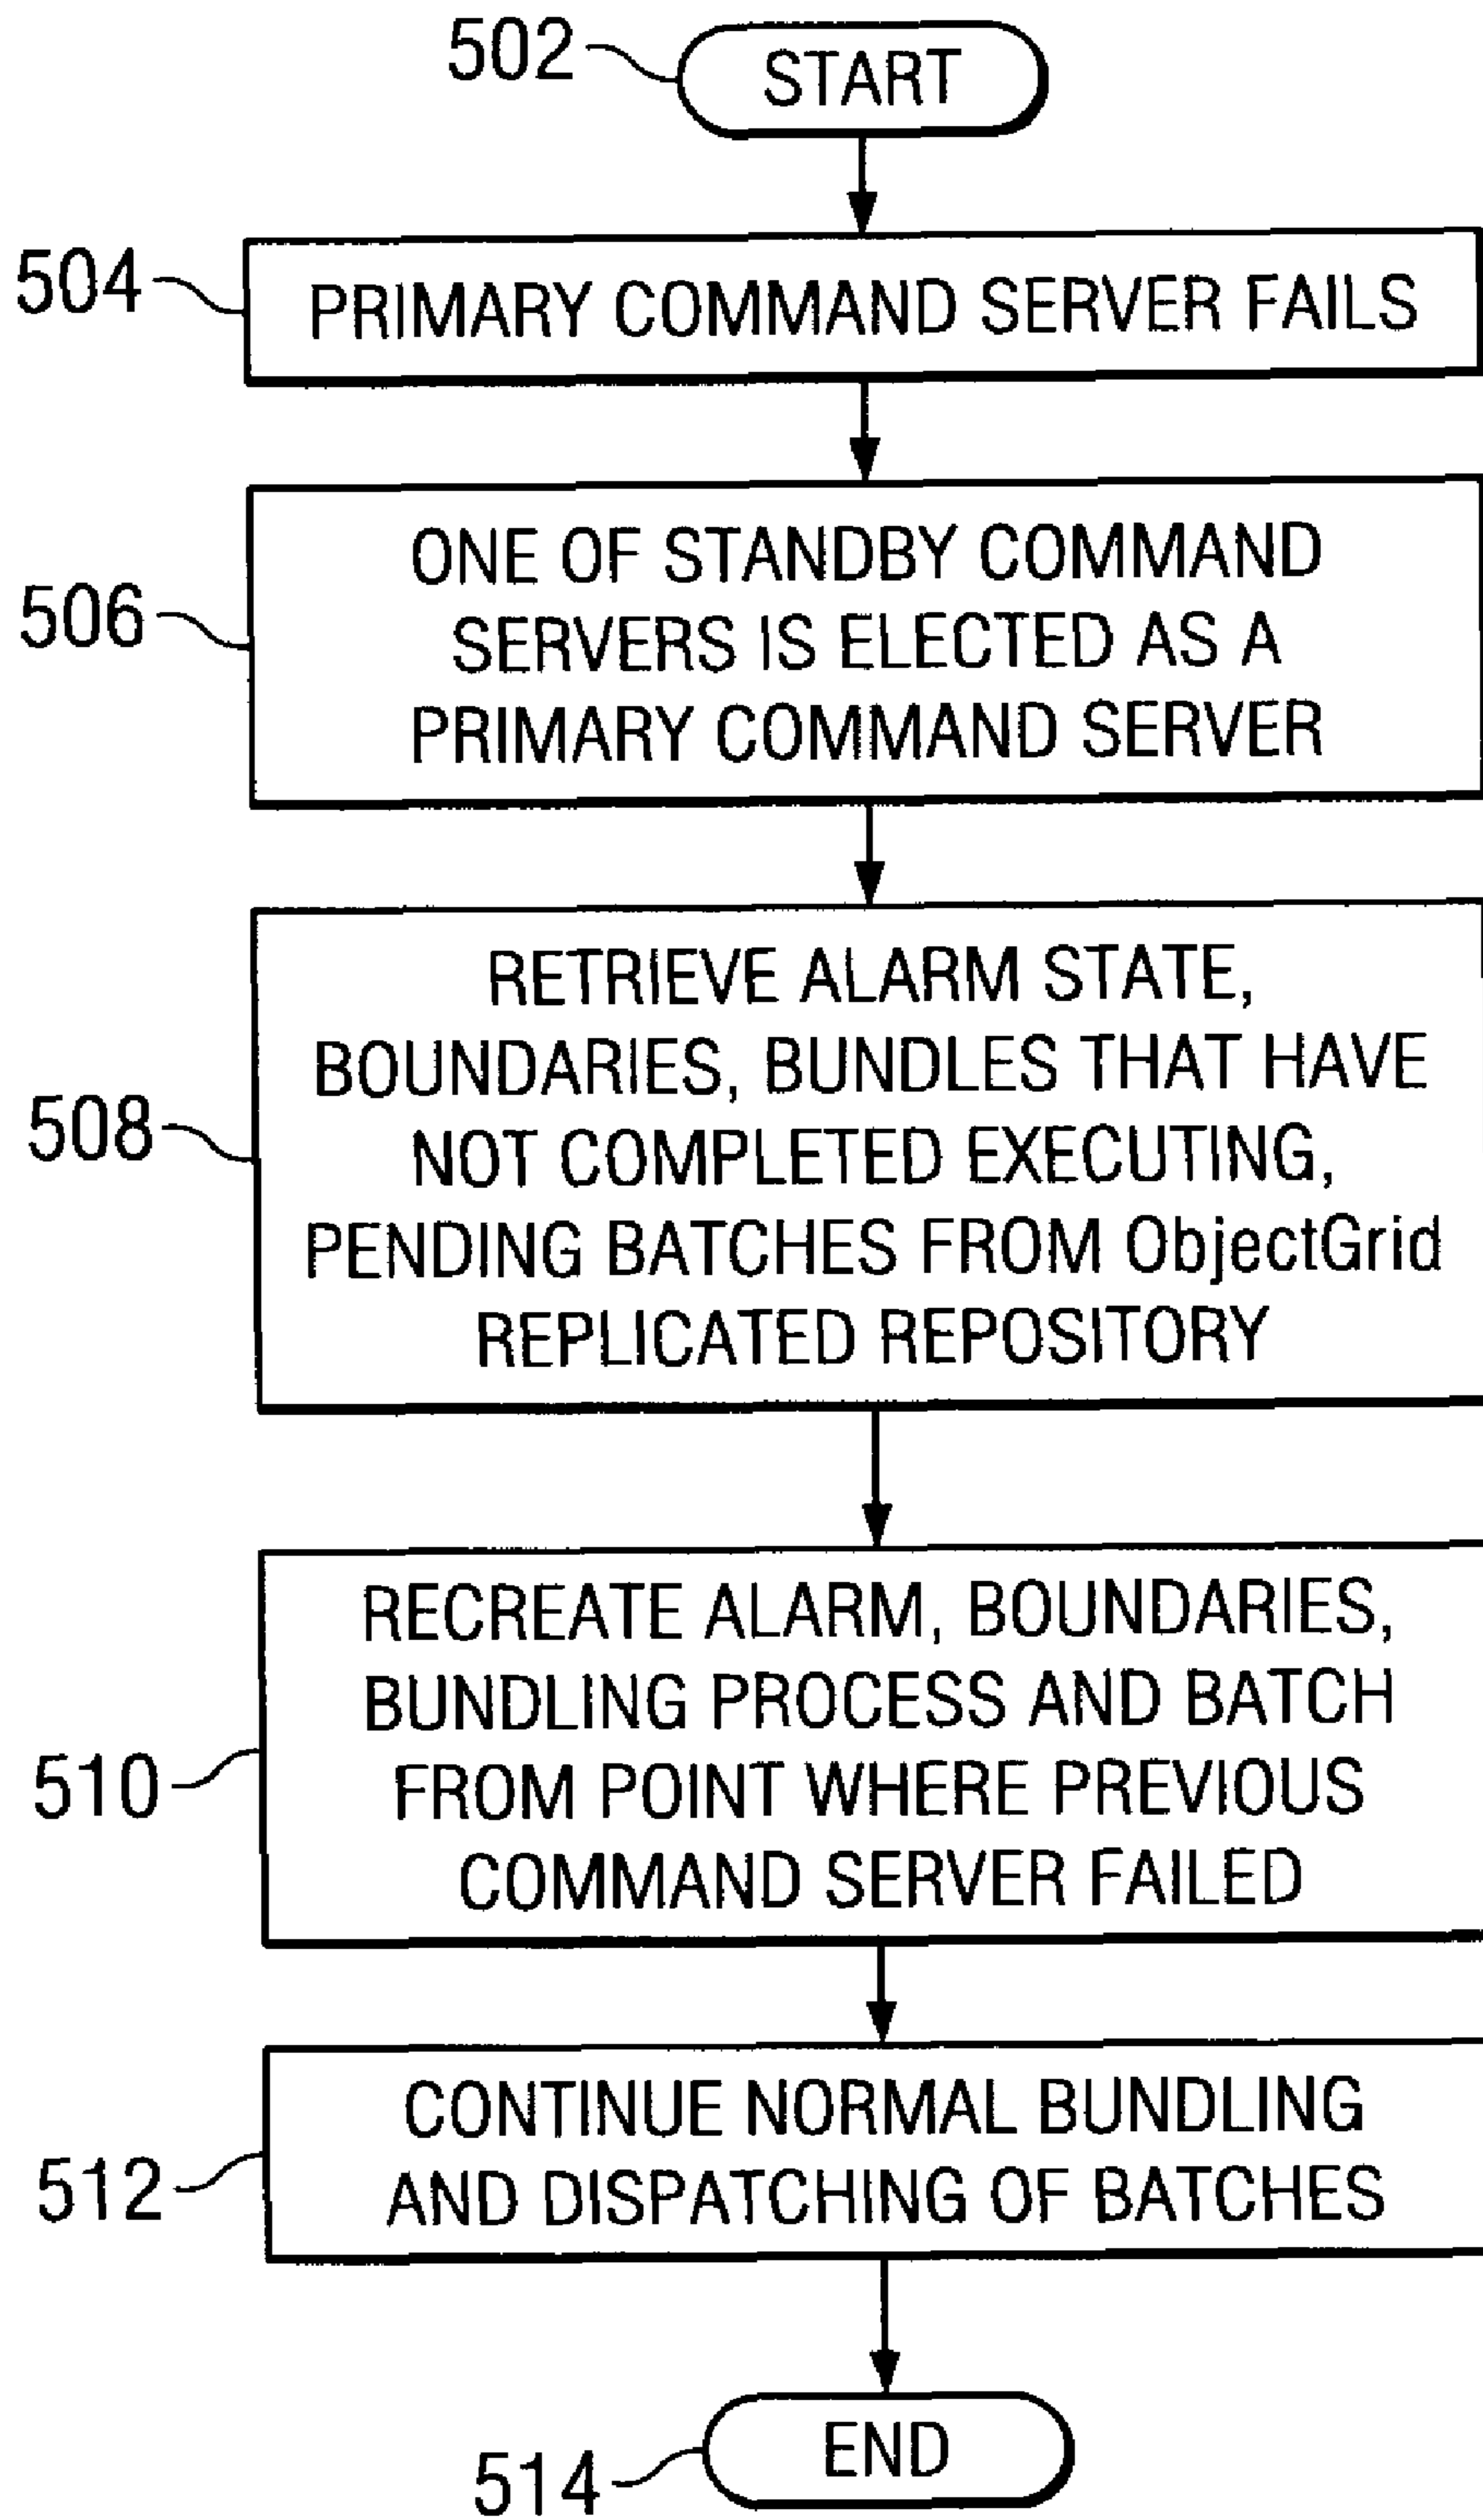 502
START
504
PRIMARY COMMAND SERVER FAILS
506
ONE OF STANDBY COMMAND
SERVERS IS ELECTED AS A
PRIMARY COMMAND SERVER
508
RETRIEVE ALARM STATE,
BOUNDARIES, BUNDLES THAT HAVE
NOT COMPLETED EXECUTING,
PENDING BATCHES FROM ObjectGrid
REPLICATED REPOSITORY
510
RECREATE ALARM, BOUNDARIES,
BUNDLING PROCESS AND BATCH
FROM POINT WHERE PREVIOUS
COMMAND SERVER FAILED
512
CONTINUE NORMAL BUNDLING
AND DISPATCHING OF BATCHES
514
END